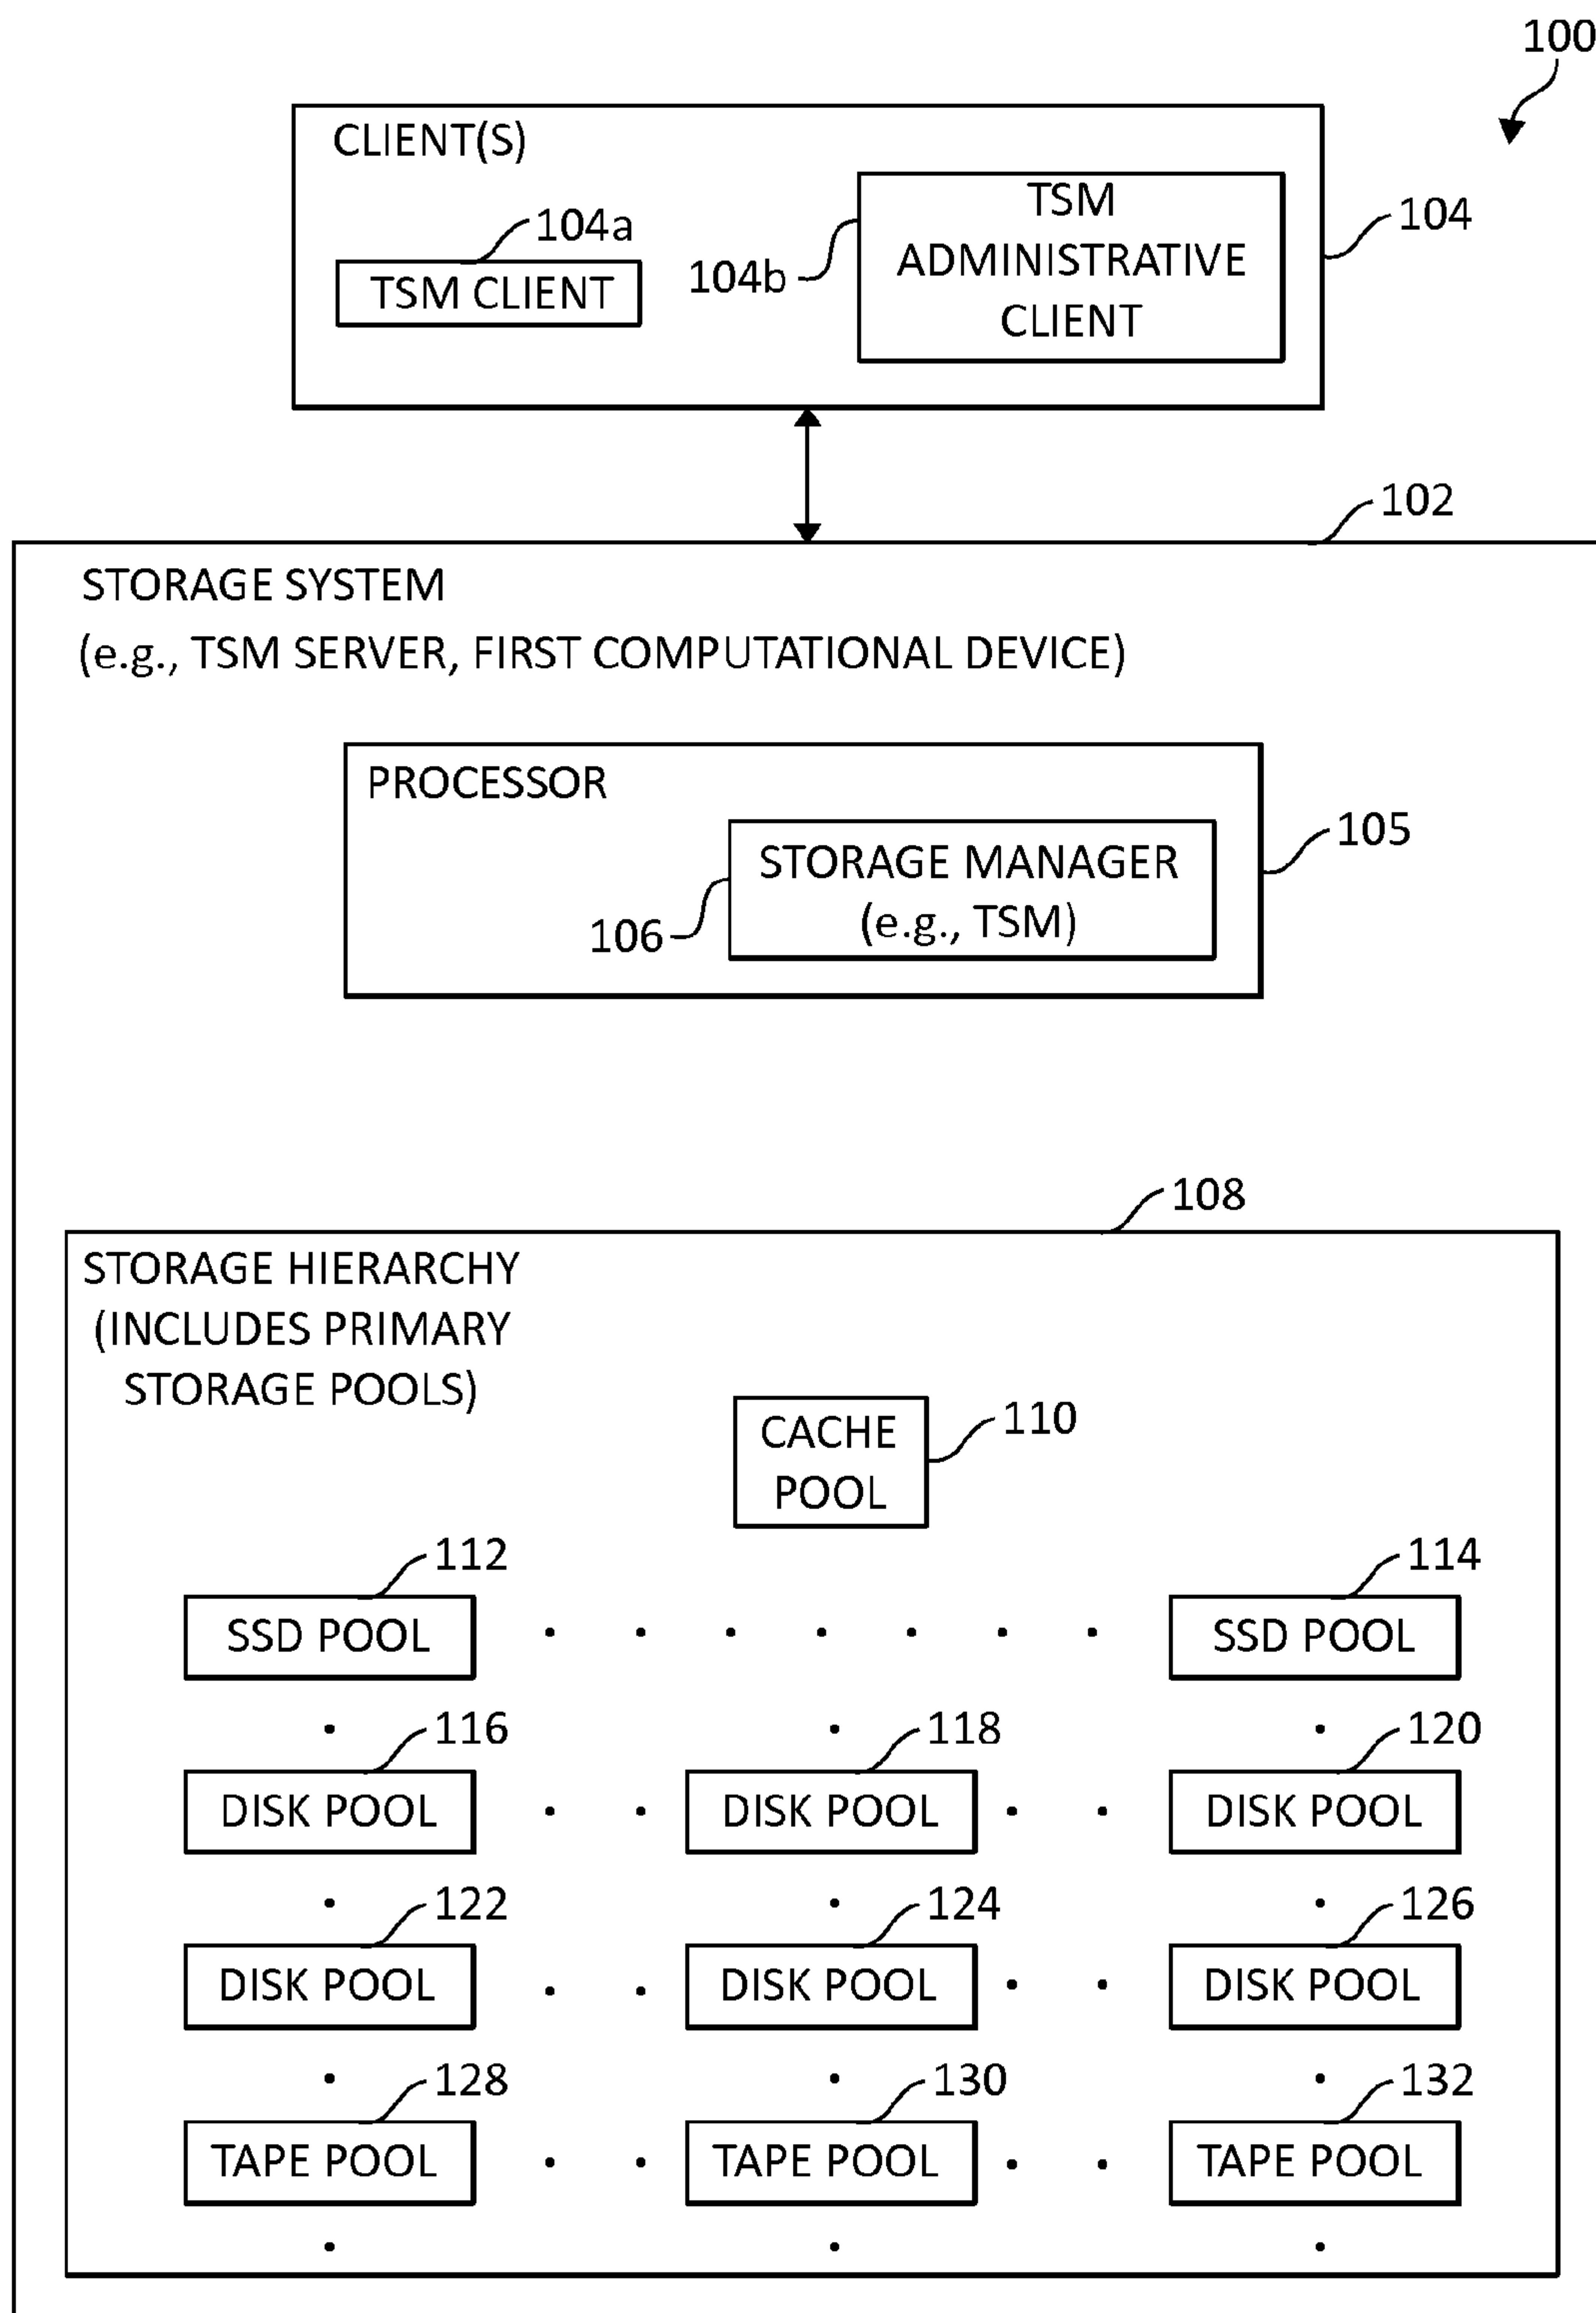 100
CLIENT(S)
104a
TSM CLIENT
104b
TSM
ADMINISTRATIVE
CLIENT
104
102
STORAGE SYSTEM
(e.g., TSM SERVER, FIRST COMPUTATIONAL DEVICE)
PROCESSOR
105
STORAGE MANAGER
(e.g., TSM)
106
108
STORAGE HIERARCHY
(INCLUDES PRIMARY
STORAGE POOLS)
CACHE
POOL
110
112
114
SSD POOL
SSD POOL
116
118
120
DISK POOL
DISK POOL
DISK POOL
122
124
126
DISK POOL
DISK POOL
DISK POOL
128
130
132
TAPE POOL
TAPE POOL
TAPE POOL